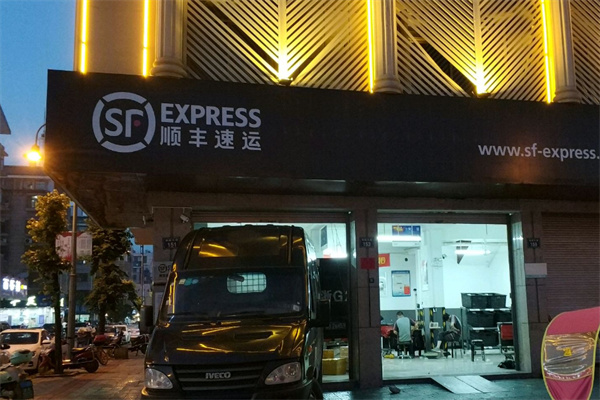 SF EXPRESS
顺丰速运
www.sf-express.
IVECO